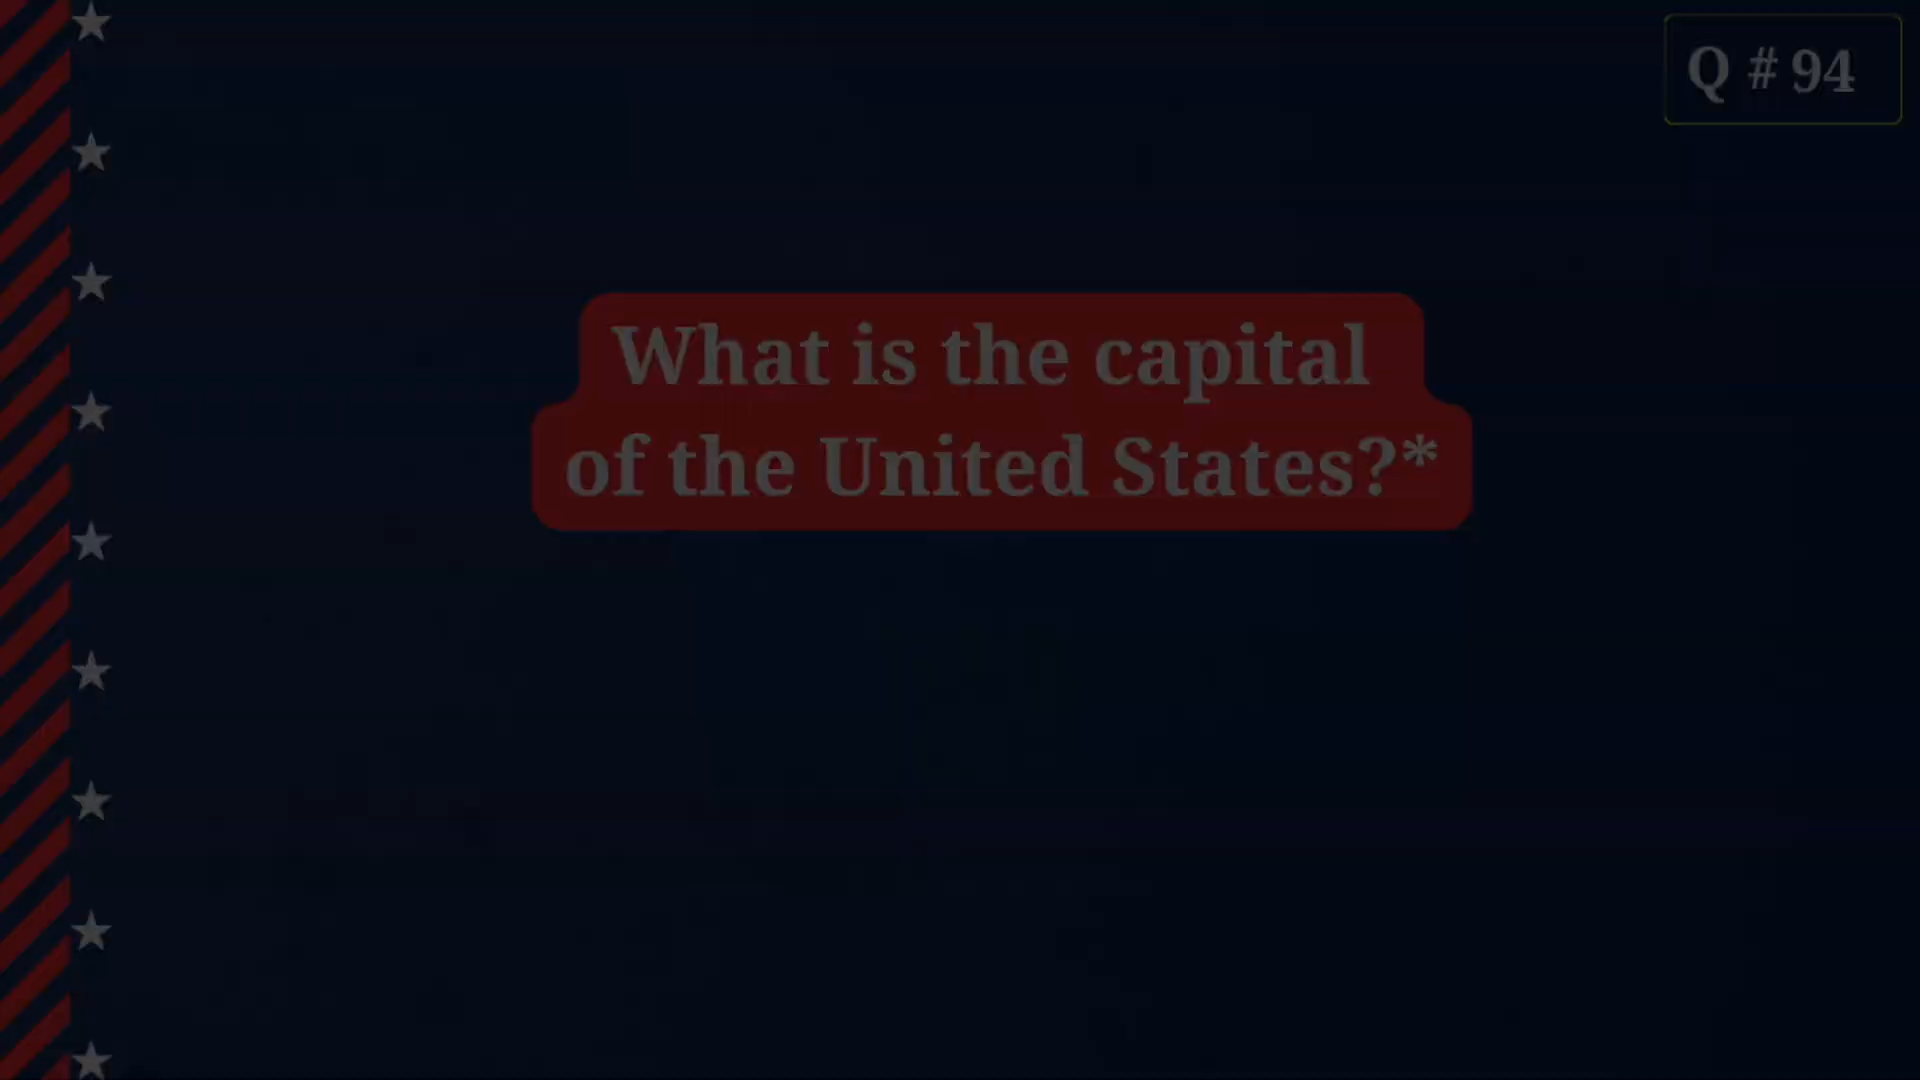 Q # 94
What is the capital
of the United States?*